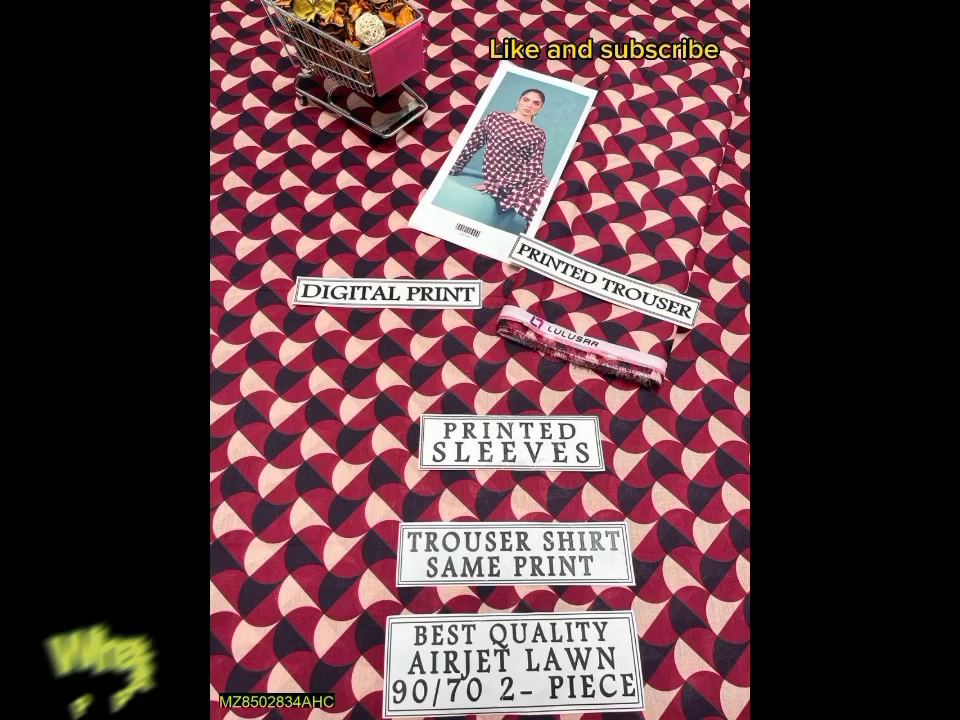 Like and subscribe
PRINTED TROUSER
DIGITAL PRINT
LULUSAR
PRINTED
SLEEVES
TROUSER SHIRT
SAME PRINT
BEST QUALITY
AIRJET LAWN
90/70 2- PIECE
MZ8502834AHC